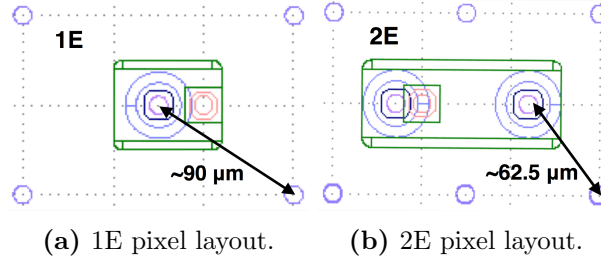 1E
2E
~90 μm
~62.5 μm
(a) 1E pixel layout.
(b) 2E pixel layout.